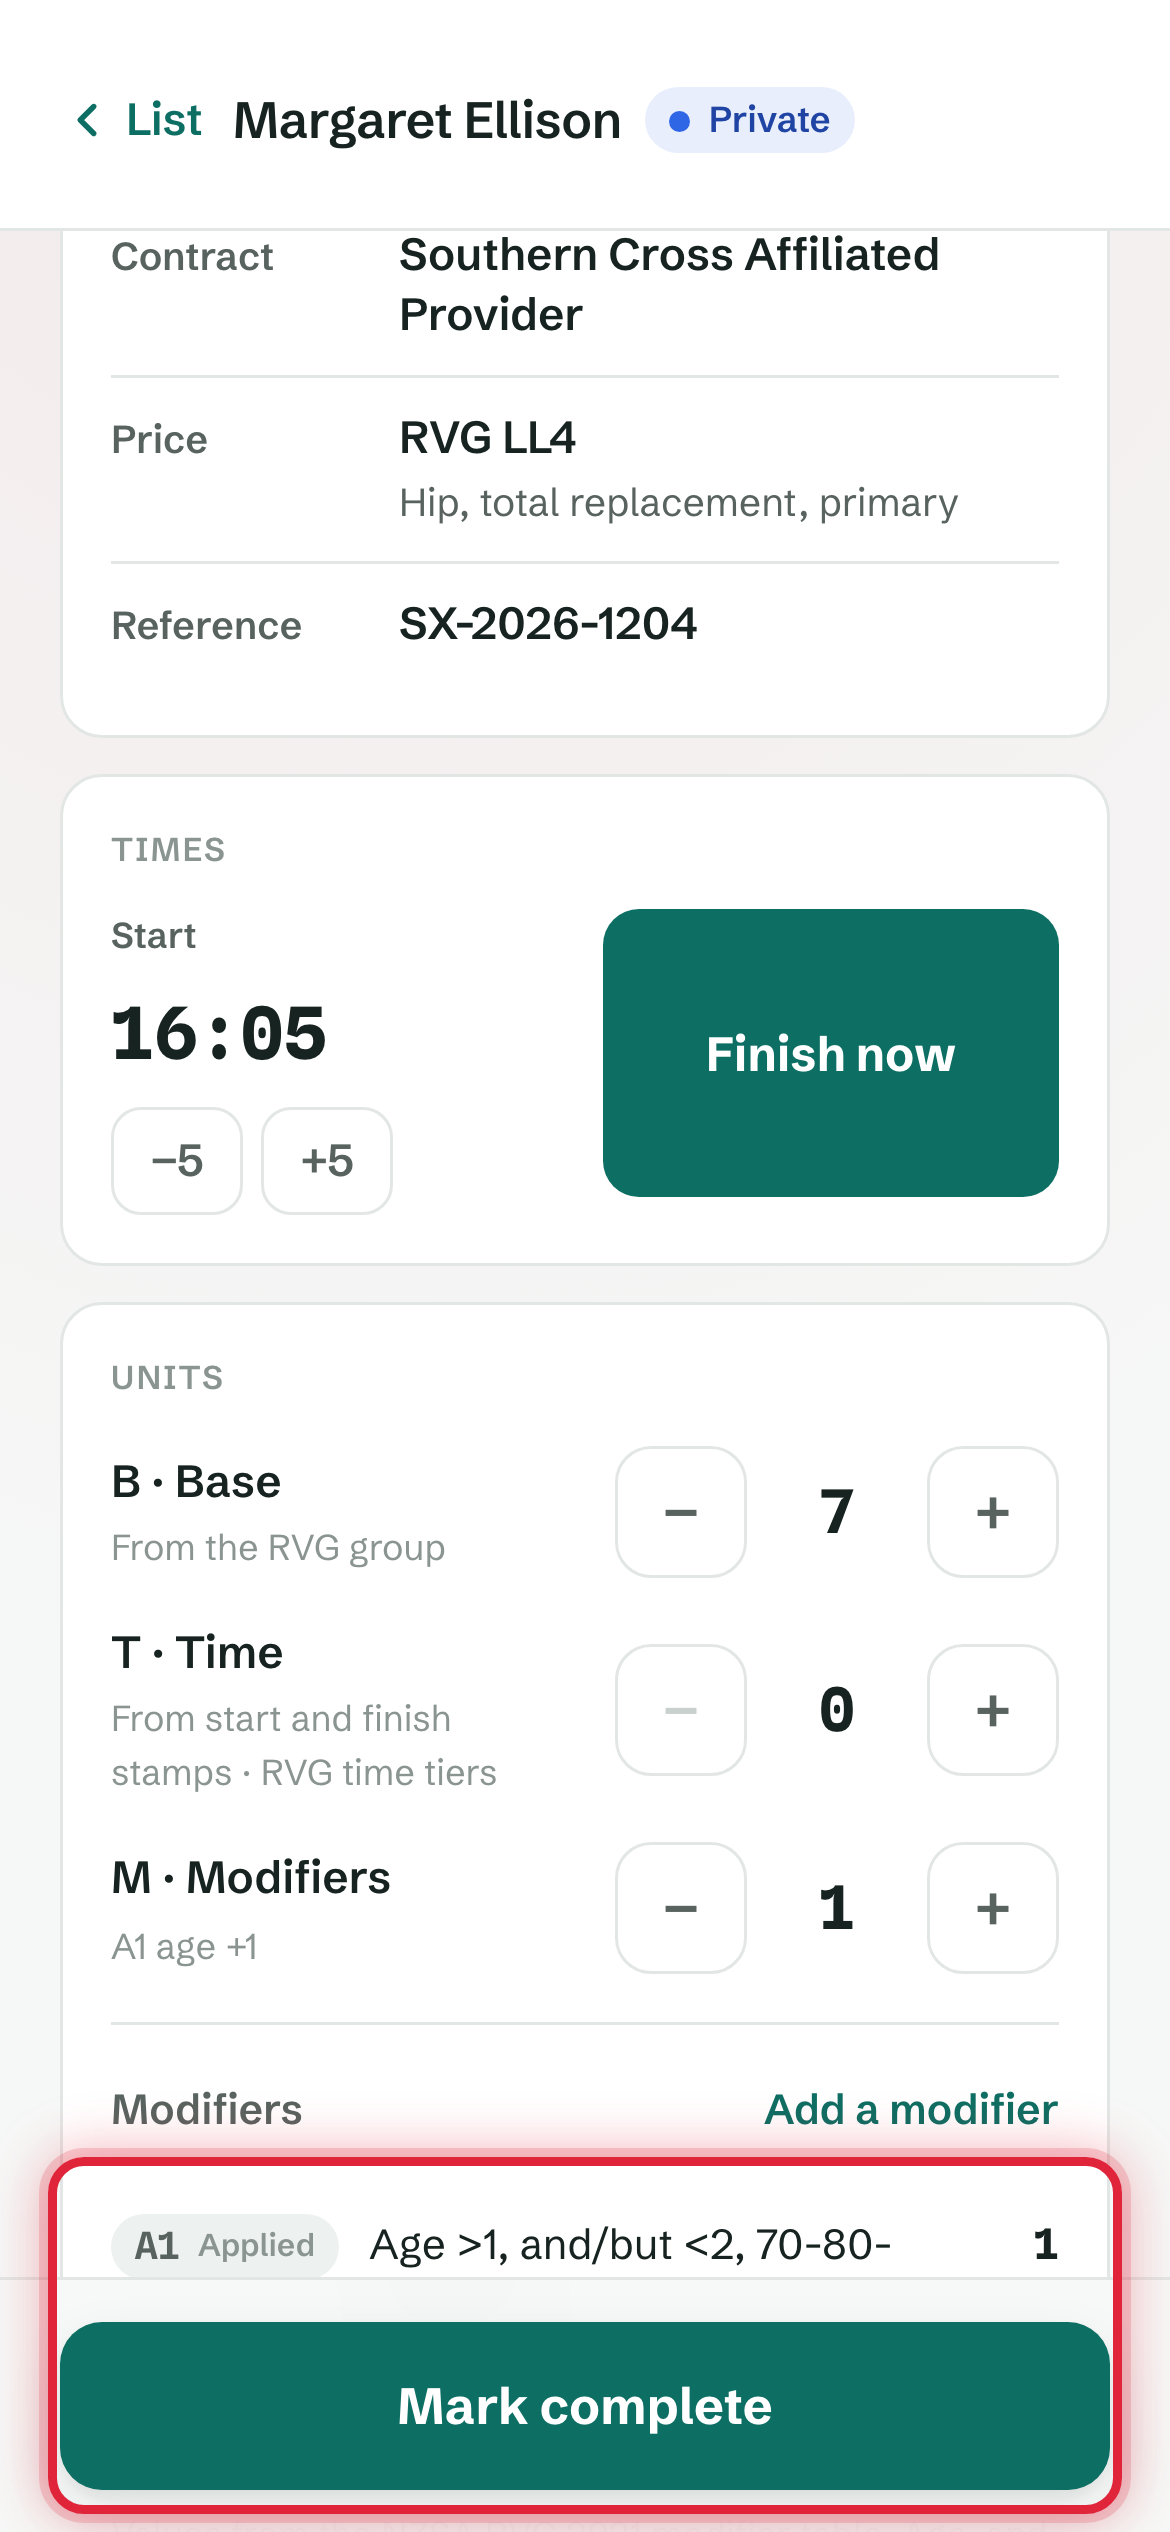 List Margaret Ellison Private
Contract Southern Cross Affiliated
Provider
Price RVG LL4
Hip, total replacement, primary
Reference SX-2026-1204
TIMES
Start
16:05
Finish now
−5 +5
UNITS
B · Base
From the RVG group
− 7 +
T · Time
From start and finish
stamps · RVG time tiers
− 0 +
M · Modifiers
A1 age +1
− 1 +
Modifiers Add a modifier
A1 Applied Age >1, and/but <2, 70-80- 1
Mark complete